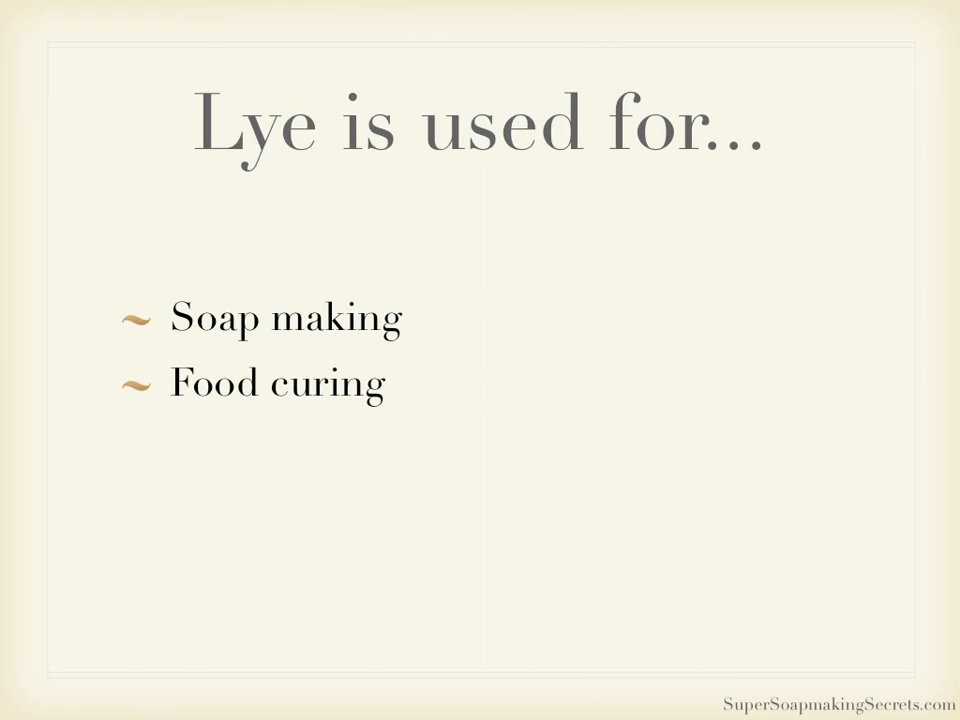 Lye is used for...
Soap making
Food curing
SuperSoapmakingSecrets.com